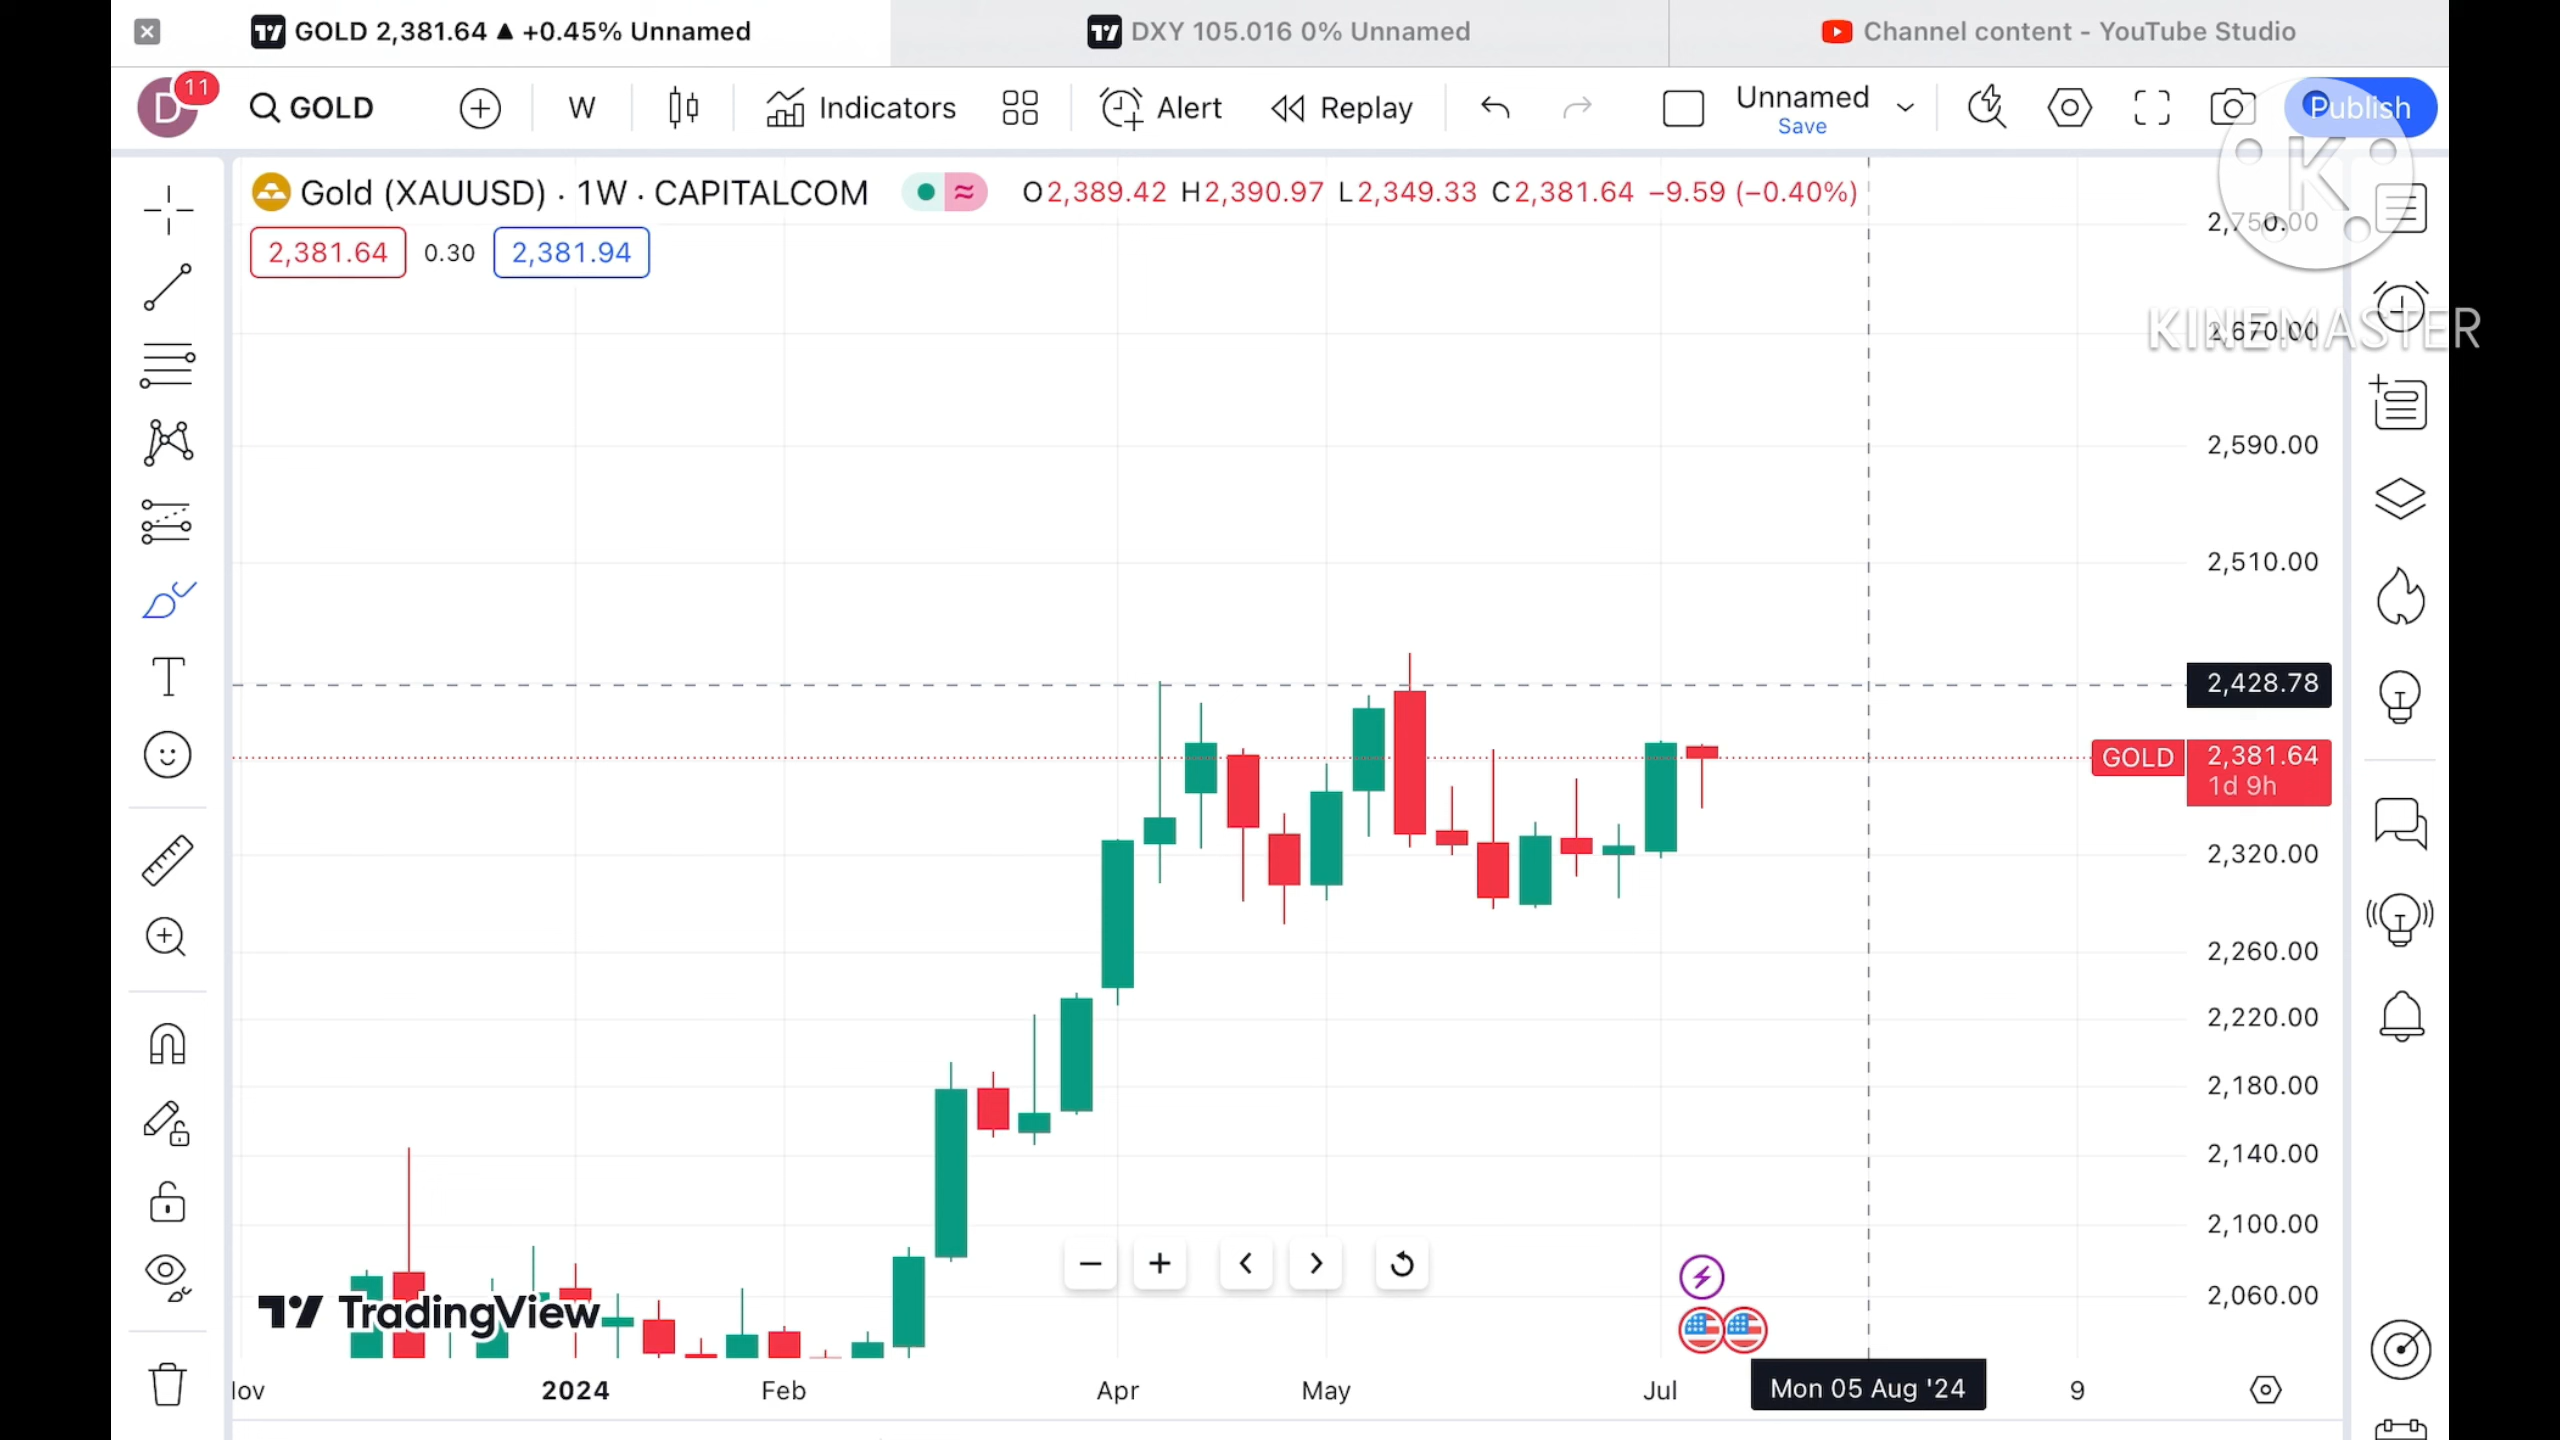 GOLD 2,381.64 ▲ +0.45% Unnamed
DXY 105.016 0% Unnamed
Channel content - YouTube Studio
D
11
GOLD
W
Indicators
Alert
Replay
Unnamed
Save
Publish
Gold (XAUUSD) · 1W · CAPITALCOM
O2,389.42 H2,390.97 L2,349.33 C2,381.64 −9.59 (−0.40%)
2,381.64
0.30
2,381.94
K
KINEMASTER
2,750.00
2,670.00
2,590.00
2,510.00
2,428.78
GOLD
2,381.64
1d 9h
2,320.00
2,260.00
2,220.00
2,180.00
2,140.00
2,100.00
2,060.00
TradingView
2024
Feb
Apr
May
Jul
Mon 05 Aug '24
9